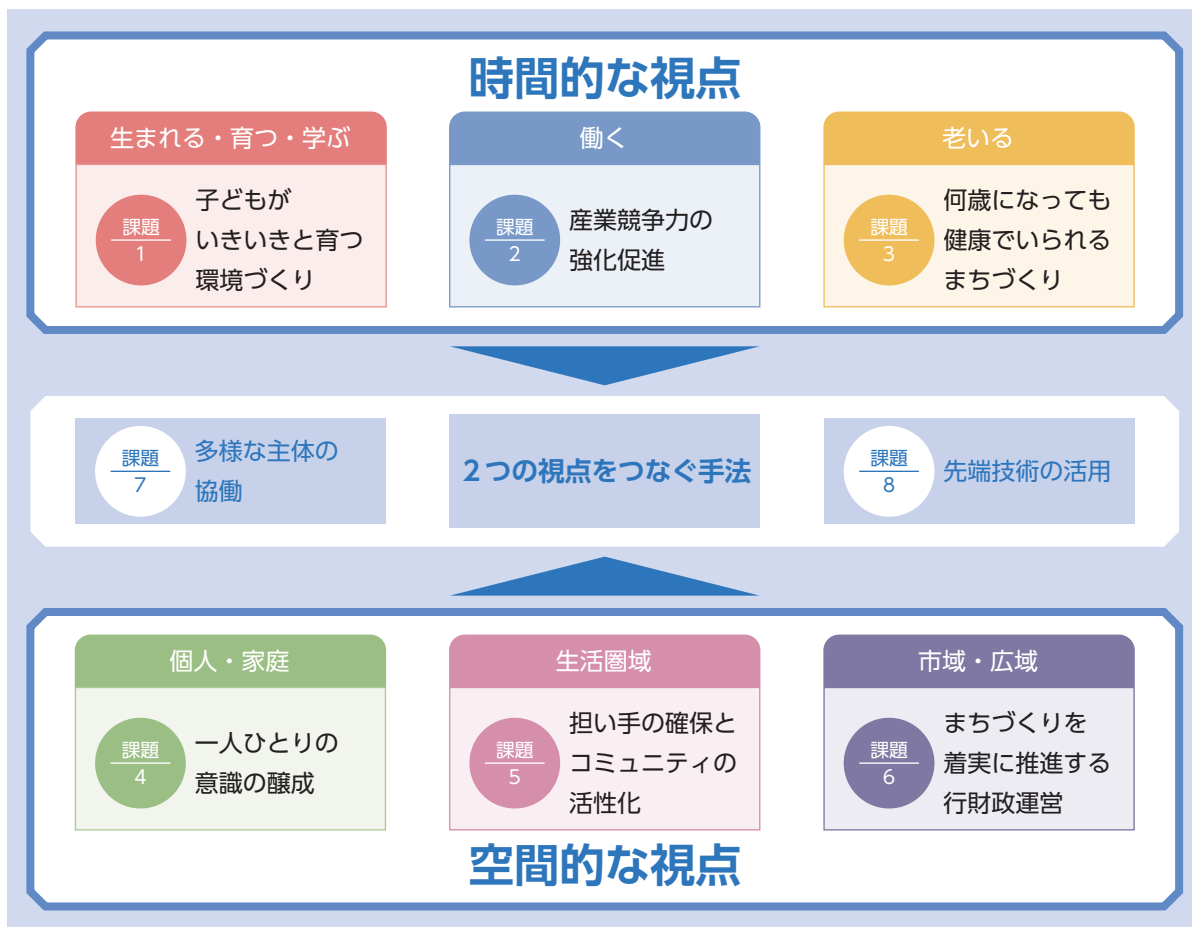 時間的な視点
生まれる・育つ・学ぶ
課題
1
子どもが
いきいきと育つ
環境づくり
働く
課題
2
産業競争力の
強化促進
老いる
課題
3
何歳になっても
健康でいられる
まちづくり
課題
7
多様な主体の
協働
2つの視点をつなぐ手法
課題
8
先端技術の活用
個人・家庭
課題
4
一人ひとりの
意識の醸成
生活圏域
課題
5
担い手の確保と
コミュニティの
活性化
市域・広域
課題
6
まちづくりを
着実に推進する
行財政運営
空間的な視点